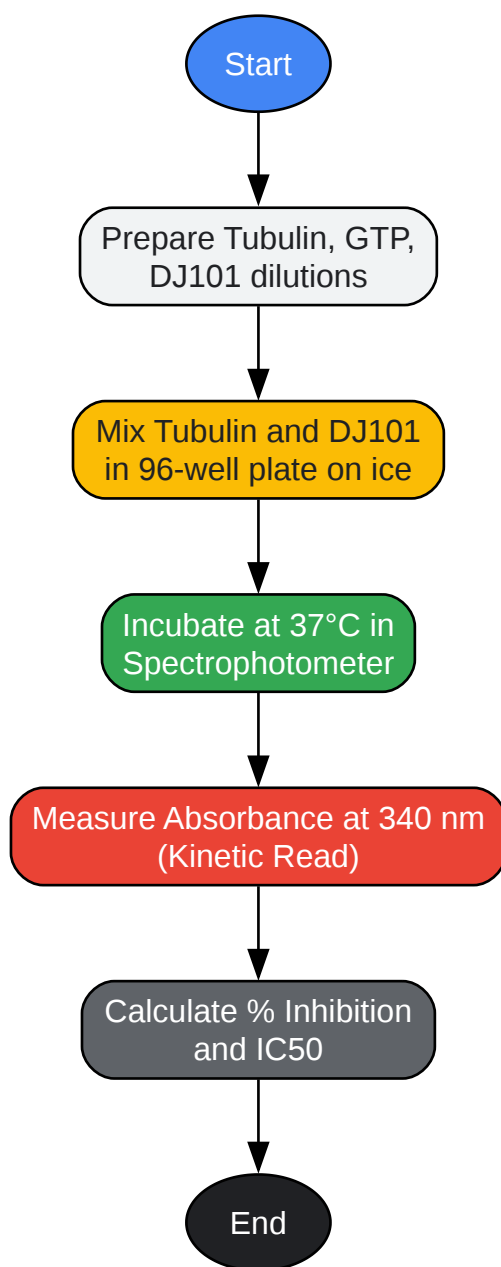 Start
Prepare Tubulin, GTP,
DJ101 dilutions
Mix Tubulin and DJ101
in 96-well plate on ice
Incubate at 37°C in
Spectrophotometer
Measure Absorbance at 340 nm
(Kinetic Read)
Calculate % Inhibition
and IC50
End